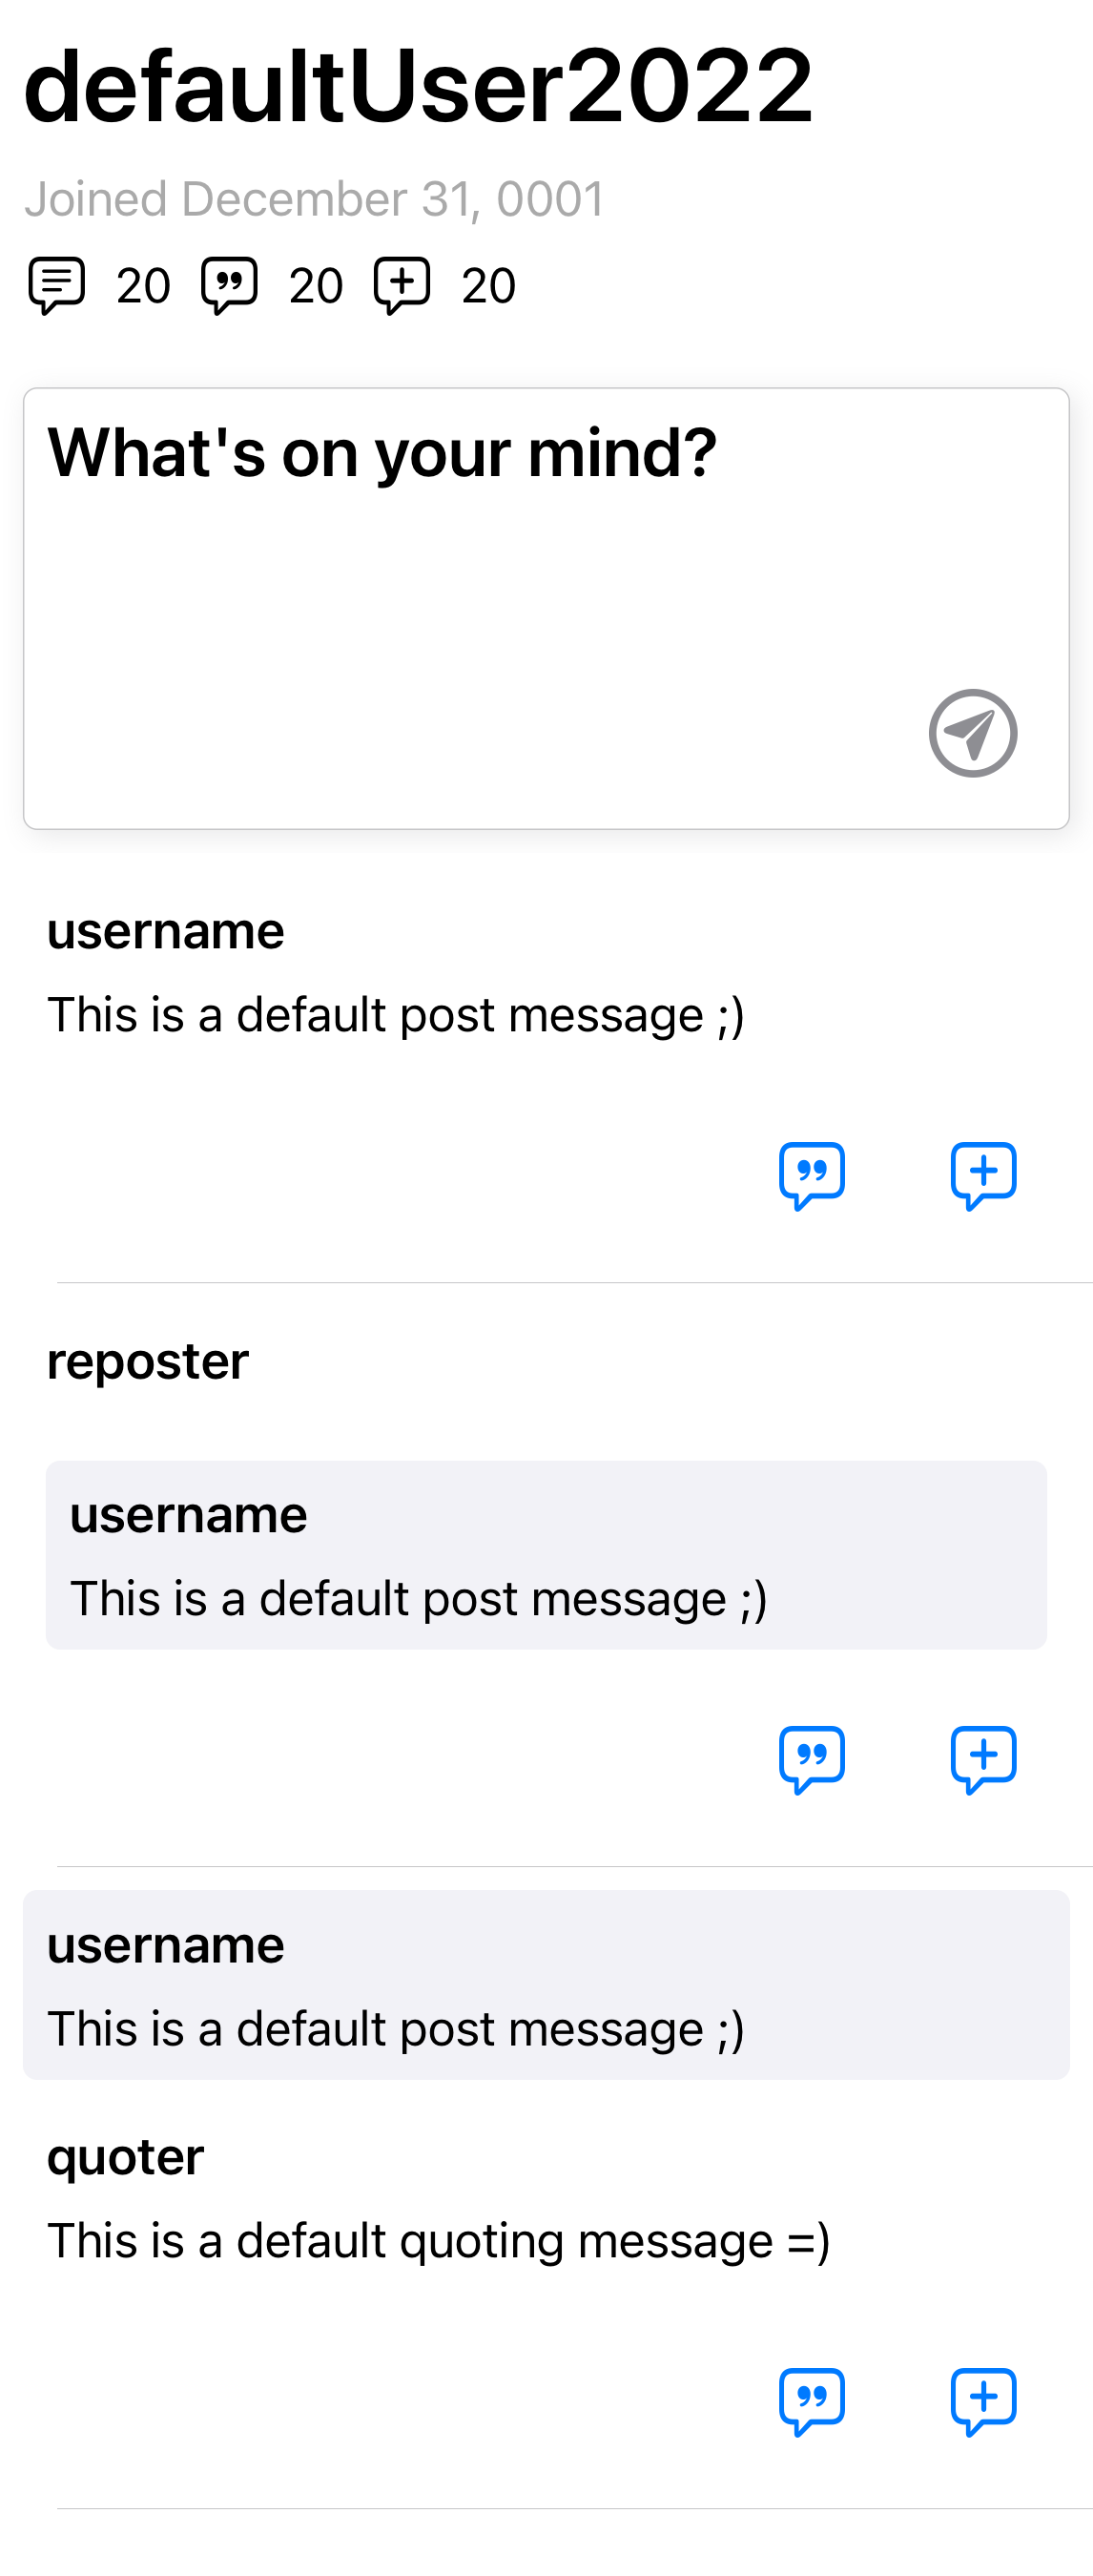 defaultUser2022
Joined December 31, 0001
20 20 20
What's on your mind?
username
This is a default post message ;)
reposter
username
This is a default post message ;)
username
This is a default post message ;)
quoter
This is a default quoting message =)